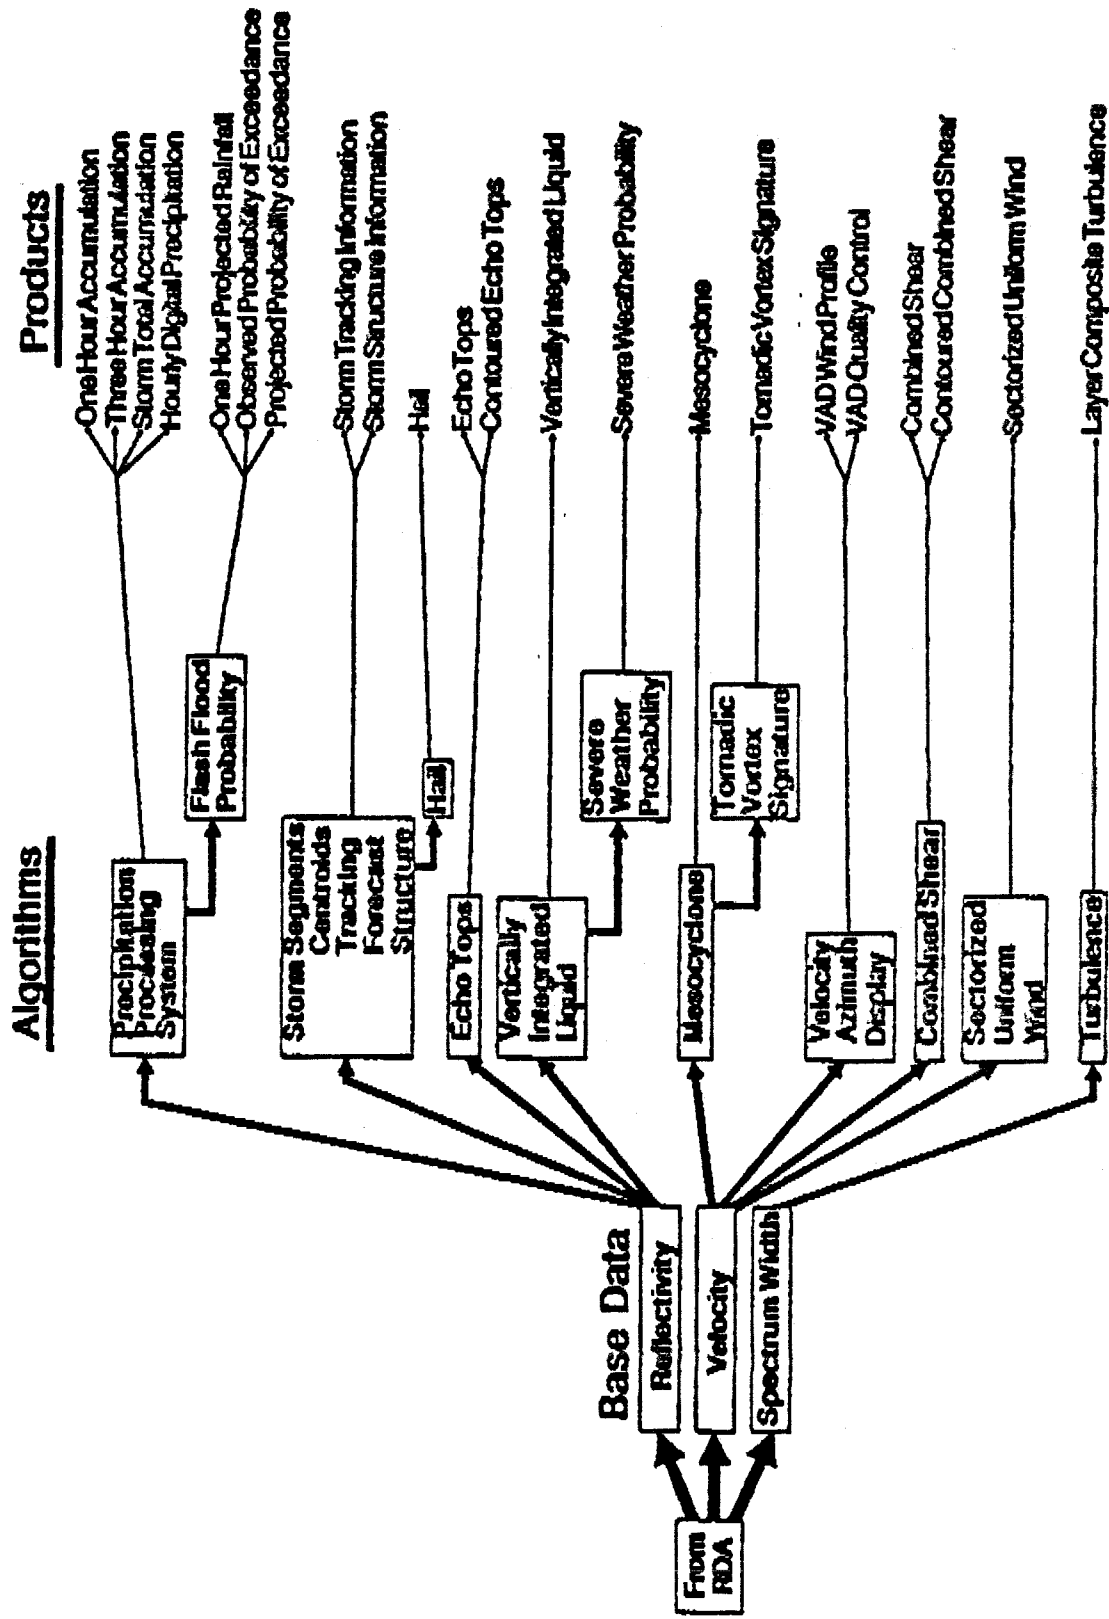 Products
One Hour Accumulation
Three Hour Accumulation
Storm Total Accumulation
Hourly Digital Precipitation
One Hour Projected Rainfall
Observed Probability of Exceedance
Projected Probability of Exceedance
Storm Tracking Information
Storm Structure Information
Hail
Echo Tops
Contoured Echo Tops
Vertically Integrated Liquid
Severe Weather Probability
Mesocyclone
Tornadic Vortex Signature
VAD Wind Profile
VAD Quality Control
Combined Shear
Contoured Combined Shear
Sectorized Uniform Wind
Layer Composite Turbulence
Algorithms
Precipitation
Processing
System
Flash Flood
Probability
Storm Segments
Centroids
Tracking
Forecast
Structure
Hail
Echo Tops
Vertically
Integrated
Liquid
Severe
Weather
Probability
Mesocyclone
Tornadic
Vortex
Signature
Velocity
Azimuth
Display
Combined Shear
Sectorized
Uniform
Wind
Turbulence
Base Data
Reflectivity
Velocity
Spectrum Width
From
RDA